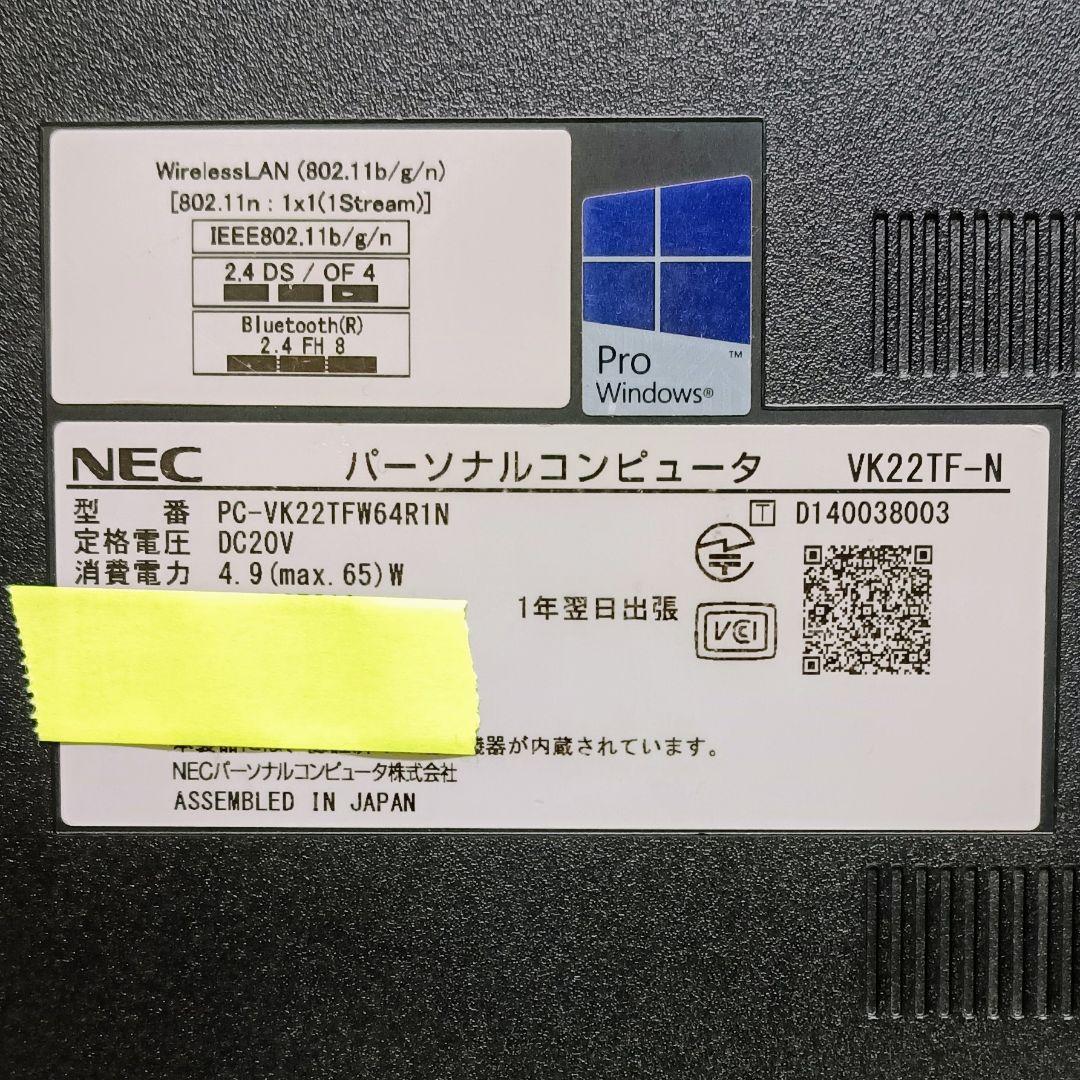 WirelessLAN (802.11b/g/n)
[802.11n : 1x1(1Stream)]
IEEE802.11b/g/n
2.4 DS / OF 4
Bluetooth(R)
2.4 FH 8
Pro
Windows®
™
NEC パーソナルコンピュータ VK22TF-N
型 番 PC-VK22TFW64R1N
T D140038003
定格電圧 DC20V
消費電力 4.9(max.65)W
1年翌日出張
VCI
器が内蔵されています。
NECパーソナルコンピュータ株式会社
ASSEMBLED IN JAPAN